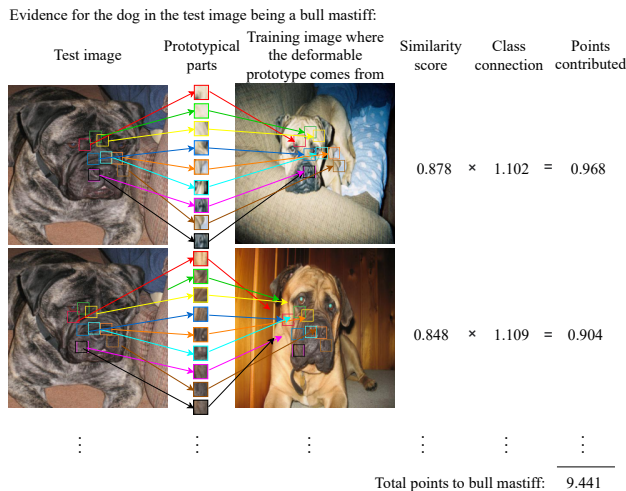 Evidence for the dog in the test image being a bull mastiff:
Test image
Prototypical
parts
Training image where
the deformable
prototype comes from
Similarity
score
Class
connection
Points
contributed
0.878 × 1.102 = 0.968
0.848 × 1.109 = 0.904
⋮ ⋮ ⋮ ⋮ ⋮ ⋮
Total points to bull mastiff: 9.441